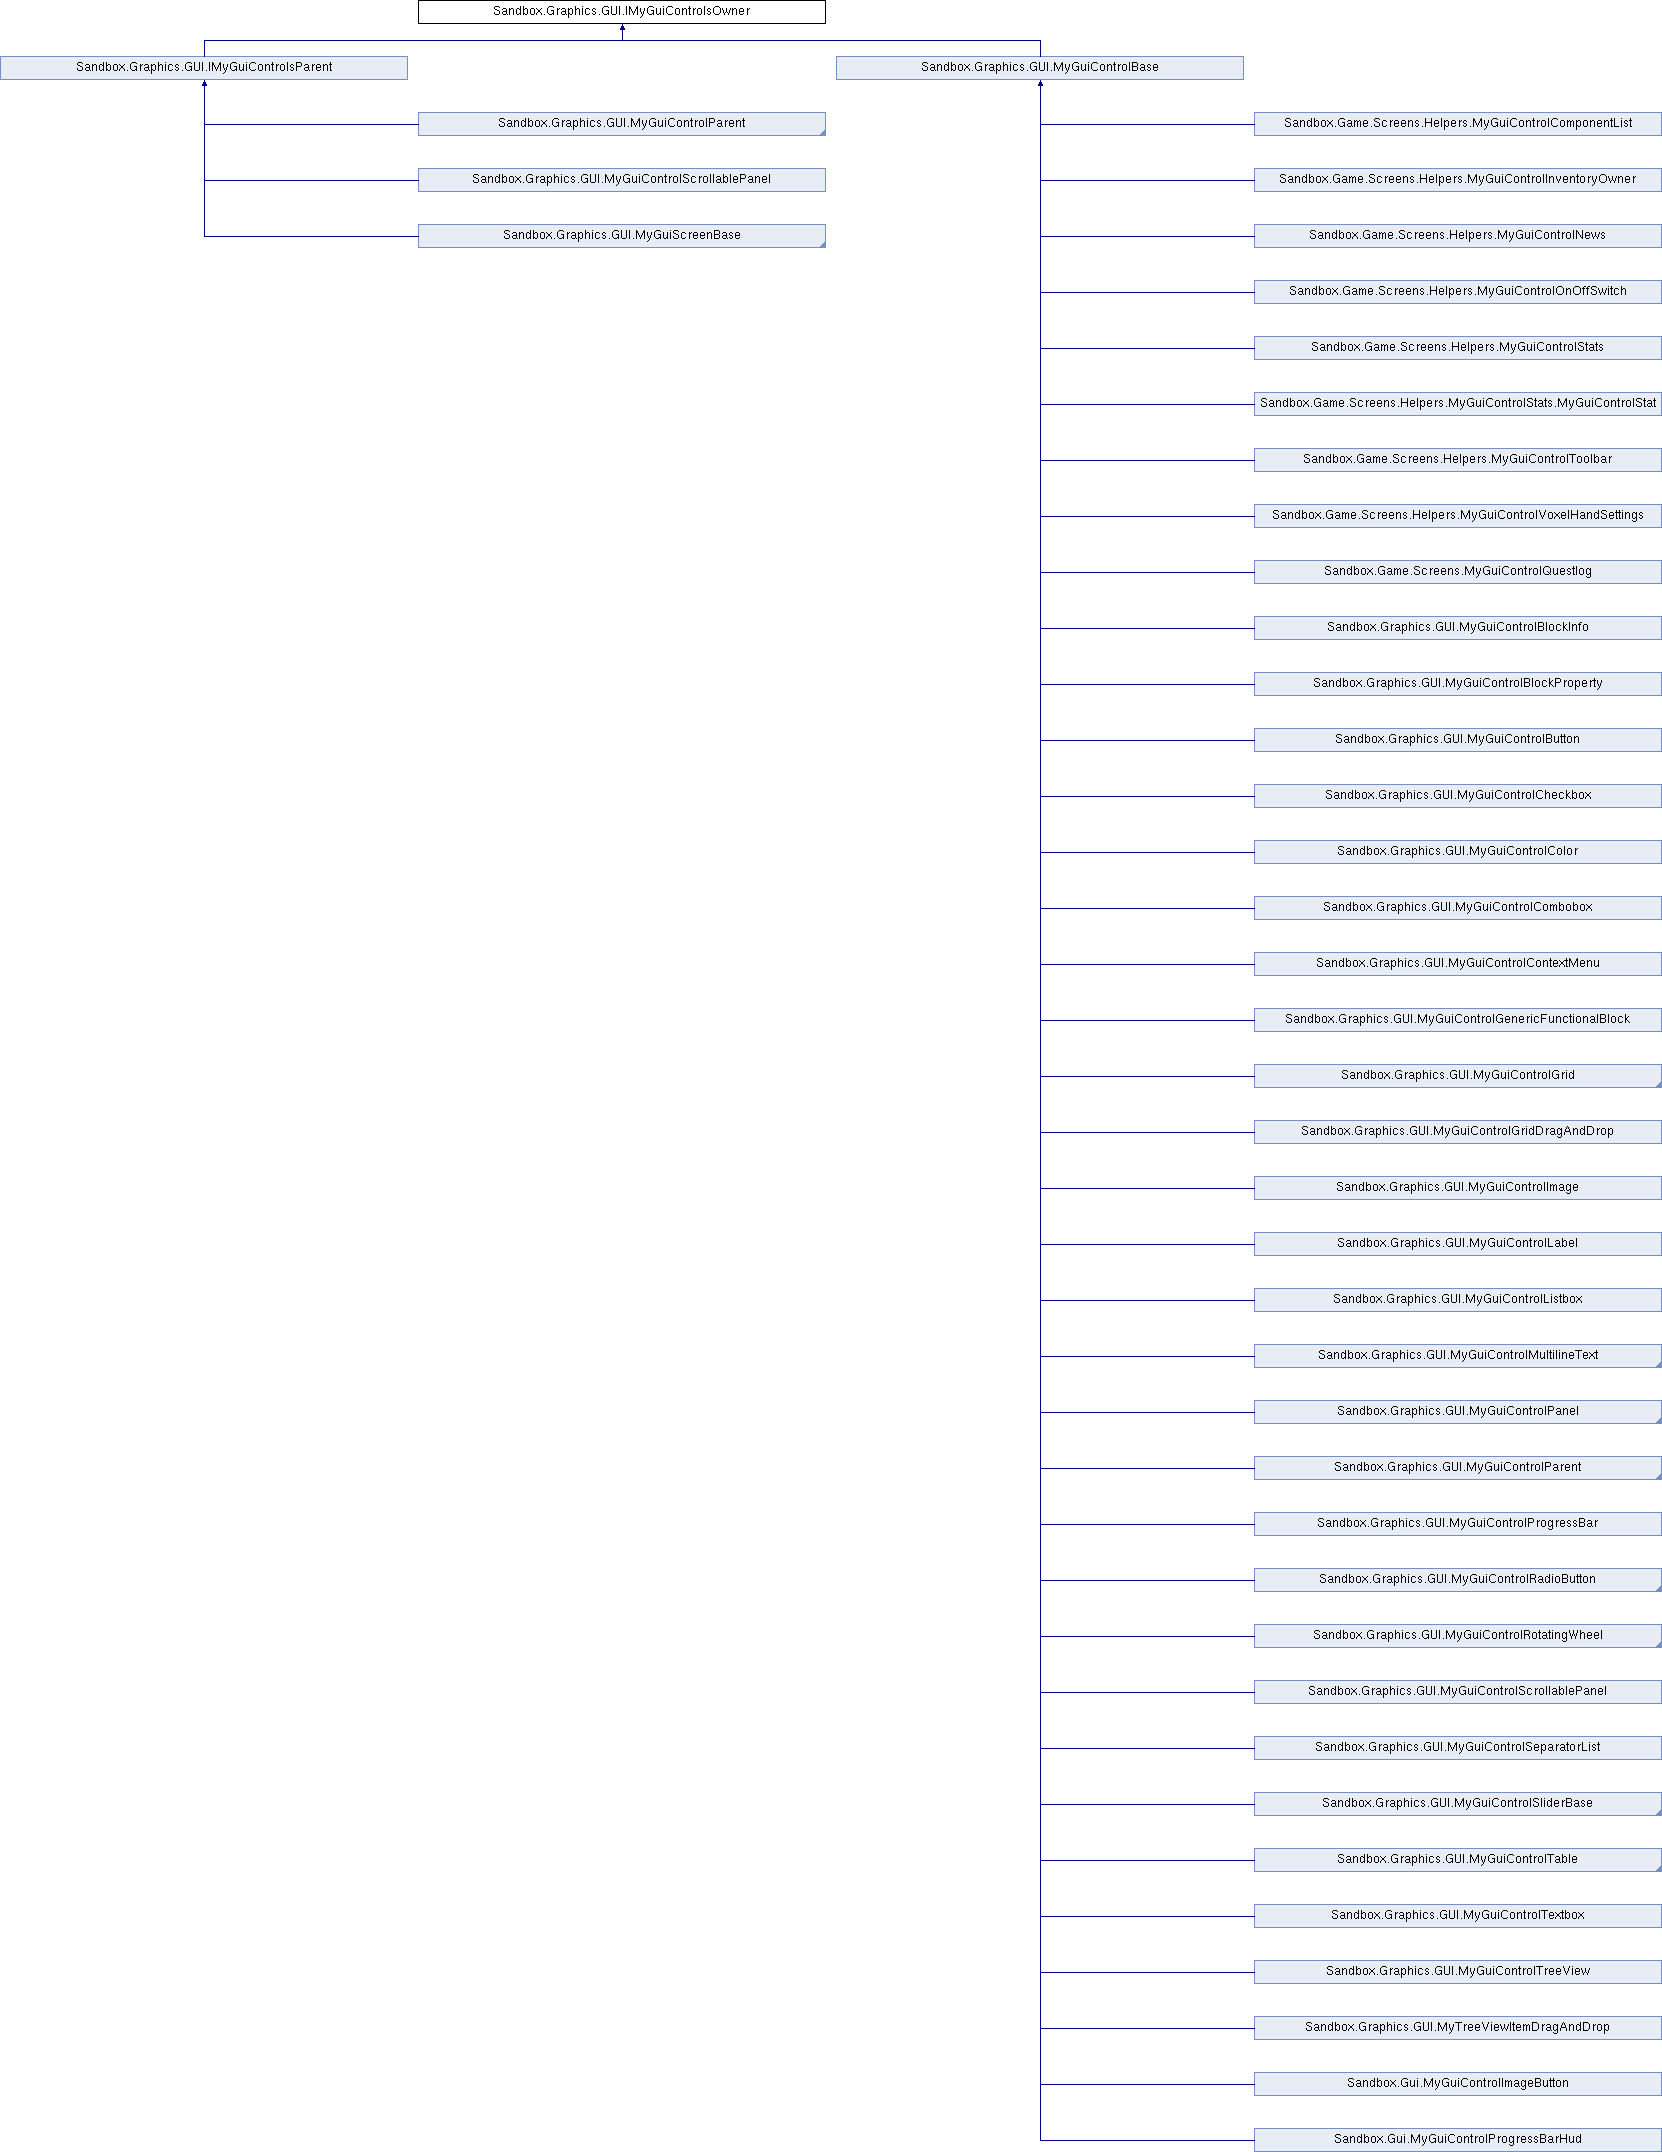 Sandbox.Graphics.GUI.IMyGuiControlsOwner
Sandbox.Graphics.GUI.IMyGuiControlsParent
Sandbox.Graphics.GUI.MyGuiControlBase
Sandbox.Graphics.GUI.MyGuiControlParent
Sandbox.Game.Screens.Helpers.MyGuiControlComponentList
Sandbox.Graphics.GUI.MyGuiControlScrollablePanel
Sandbox.Game.Screens.Helpers.MyGuiControlInventoryOwner
Sandbox.Graphics.GUI.MyGuiScreenBase
Sandbox.Game.Screens.Helpers.MyGuiControlNews
Sandbox.Game.Screens.Helpers.MyGuiControlOnOffSwitch
Sandbox.Game.Screens.Helpers.MyGuiControlStats
Sandbox.Game.Screens.Helpers.MyGuiControlStats.MyGuiControlStat
Sandbox.Game.Screens.Helpers.MyGuiControlToolbar
Sandbox.Game.Screens.Helpers.MyGuiControlVoxelHandSettings
Sandbox.Game.Screens.MyGuiControlQuestlog
Sandbox.Graphics.GUI.MyGuiControlBlockInfo
Sandbox.Graphics.GUI.MyGuiControlBlockProperty
Sandbox.Graphics.GUI.MyGuiControlButton
Sandbox.Graphics.GUI.MyGuiControlCheckbox
Sandbox.Graphics.GUI.MyGuiControlColor
Sandbox.Graphics.GUI.MyGuiControlCombobox
Sandbox.Graphics.GUI.MyGuiControlContextMenu
Sandbox.Graphics.GUI.MyGuiControlGenericFunctionalBlock
Sandbox.Graphics.GUI.MyGuiControlGrid
Sandbox.Graphics.GUI.MyGuiControlGridDragAndDrop
Sandbox.Graphics.GUI.MyGuiControlImage
Sandbox.Graphics.GUI.MyGuiControlLabel
Sandbox.Graphics.GUI.MyGuiControlListbox
Sandbox.Graphics.GUI.MyGuiControlMultilineText
Sandbox.Graphics.GUI.MyGuiControlPanel
Sandbox.Graphics.GUI.MyGuiControlParent
Sandbox.Graphics.GUI.MyGuiControlProgressBar
Sandbox.Graphics.GUI.MyGuiControlRadioButton
Sandbox.Graphics.GUI.MyGuiControlRotatingWheel
Sandbox.Graphics.GUI.MyGuiControlScrollablePanel
Sandbox.Graphics.GUI.MyGuiControlSeparatorList
Sandbox.Graphics.GUI.MyGuiControlSliderBase
Sandbox.Graphics.GUI.MyGuiControlTable
Sandbox.Graphics.GUI.MyGuiControlTextbox
Sandbox.Graphics.GUI.MyGuiControlTreeView
Sandbox.Graphics.GUI.MyTreeViewItemDragAndDrop
Sandbox.Gui.MyGuiControlImageButton
Sandbox.Gui.MyGuiControlProgressBarHud